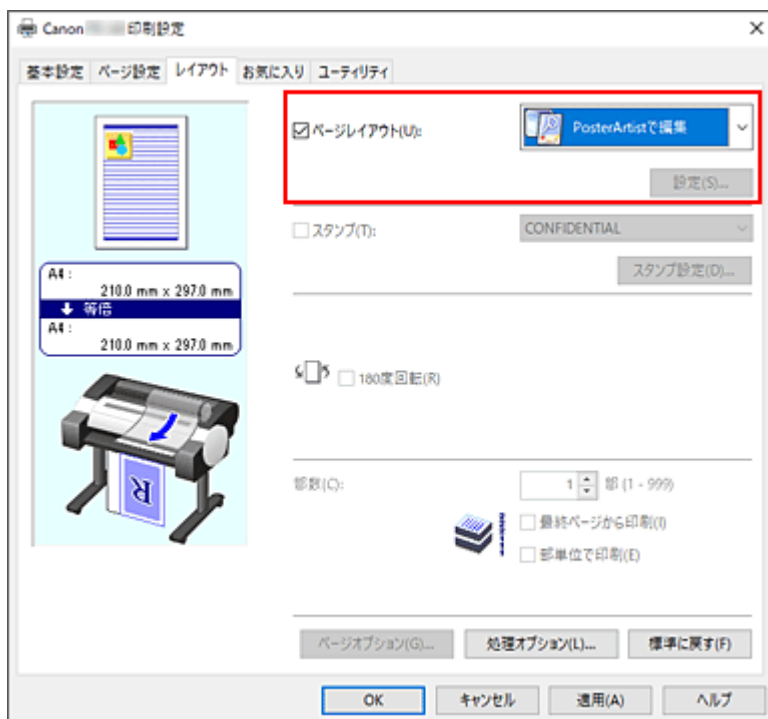 Canon 印刷設定
基本設定 ページ設定 レイアウト お気に入り ユーティリティ
ページレイアウト(U): PosterArtistで編集
設定(S)...
スタンプ(T): CONFIDENTIAL
スタンプ設定(D)...
A4 :
210.0 mm x 297.0 mm
等倍
A4 :
210.0 mm x 297.0 mm
180度回転(R)
R
部数(C): 1 部 (1 - 999)
最終ページから印刷(I)
部単位で印刷(E)
ページオプション(G)... 処理オプション(L)... 標準に戻す(F)
OK キャンセル 適用(A) ヘルプ